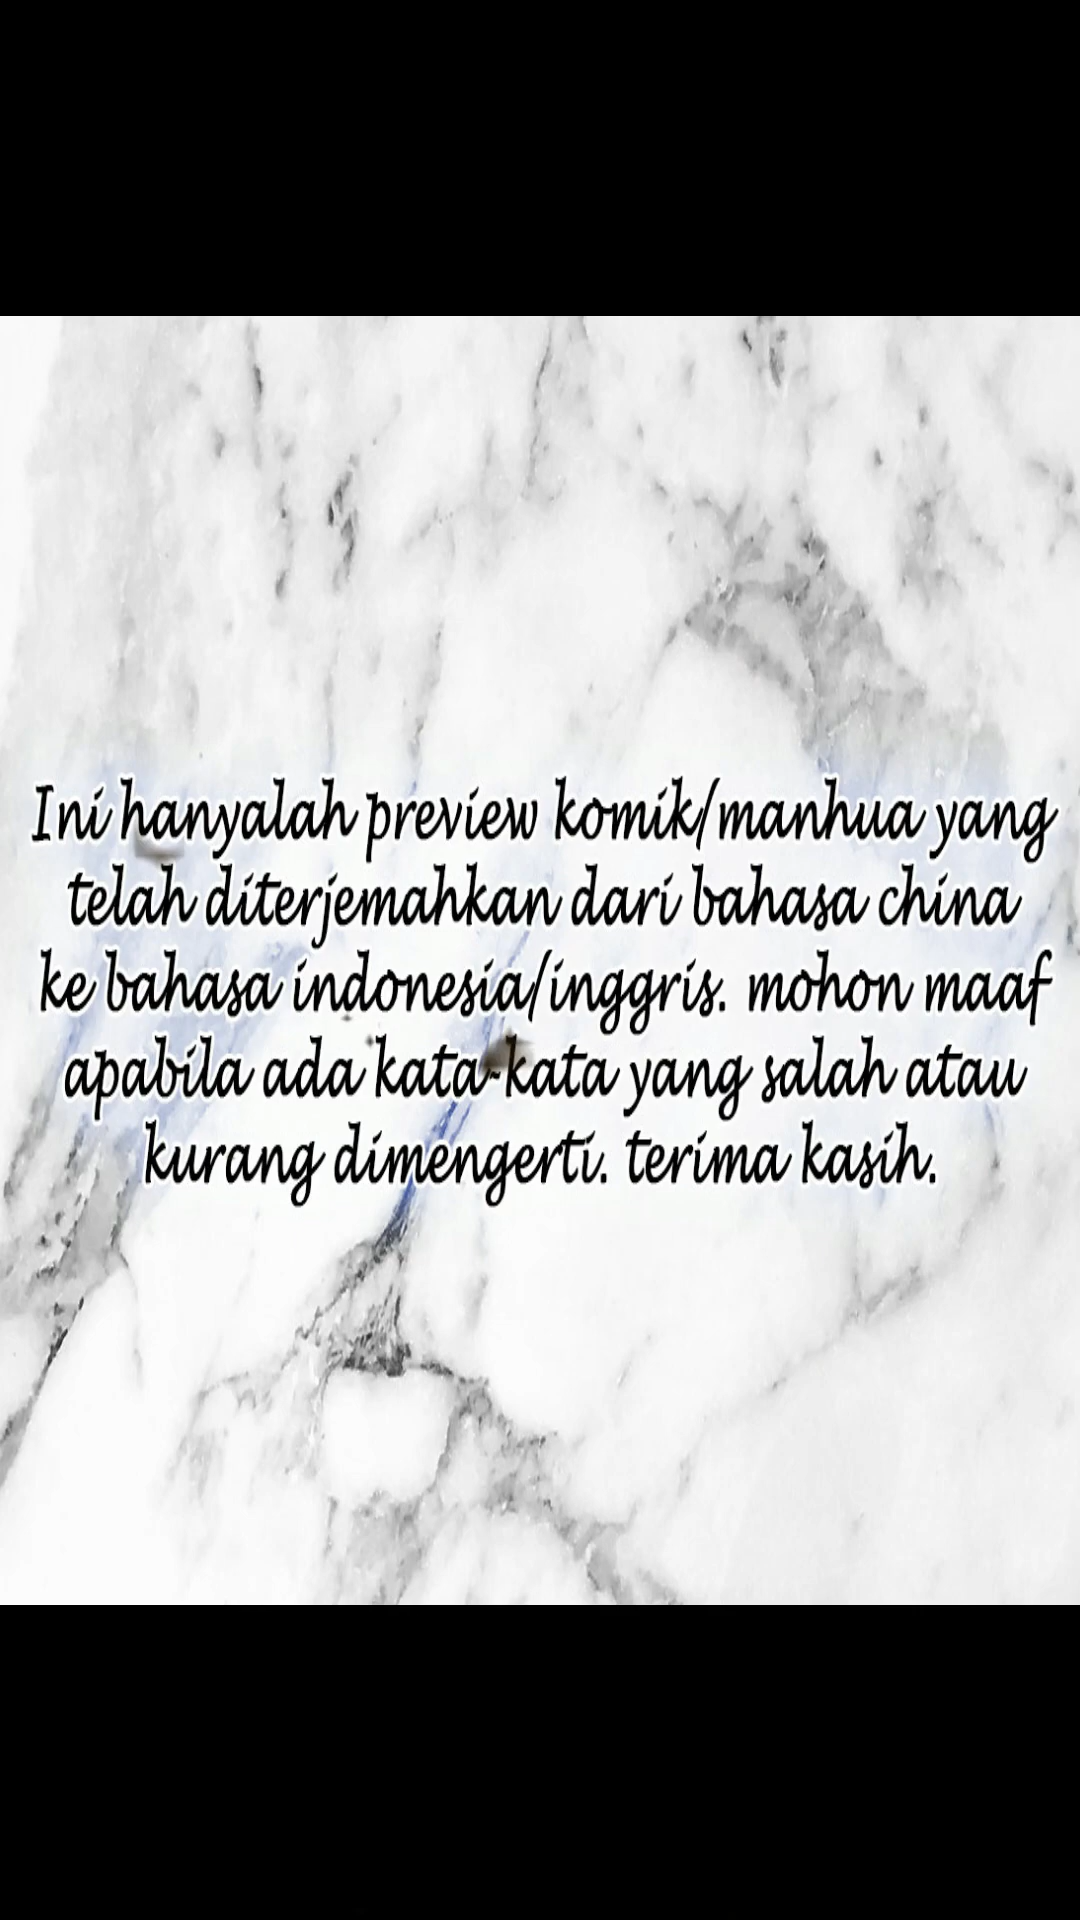 Ini hanyalah preview komik/manhua yang
telah diterjemahkan dari bahasa china
ke bahasa indonesia/inggris. mohon maaf
apabila ada kata-kata yang salah atau
kurang dimengerti. terima kasih.